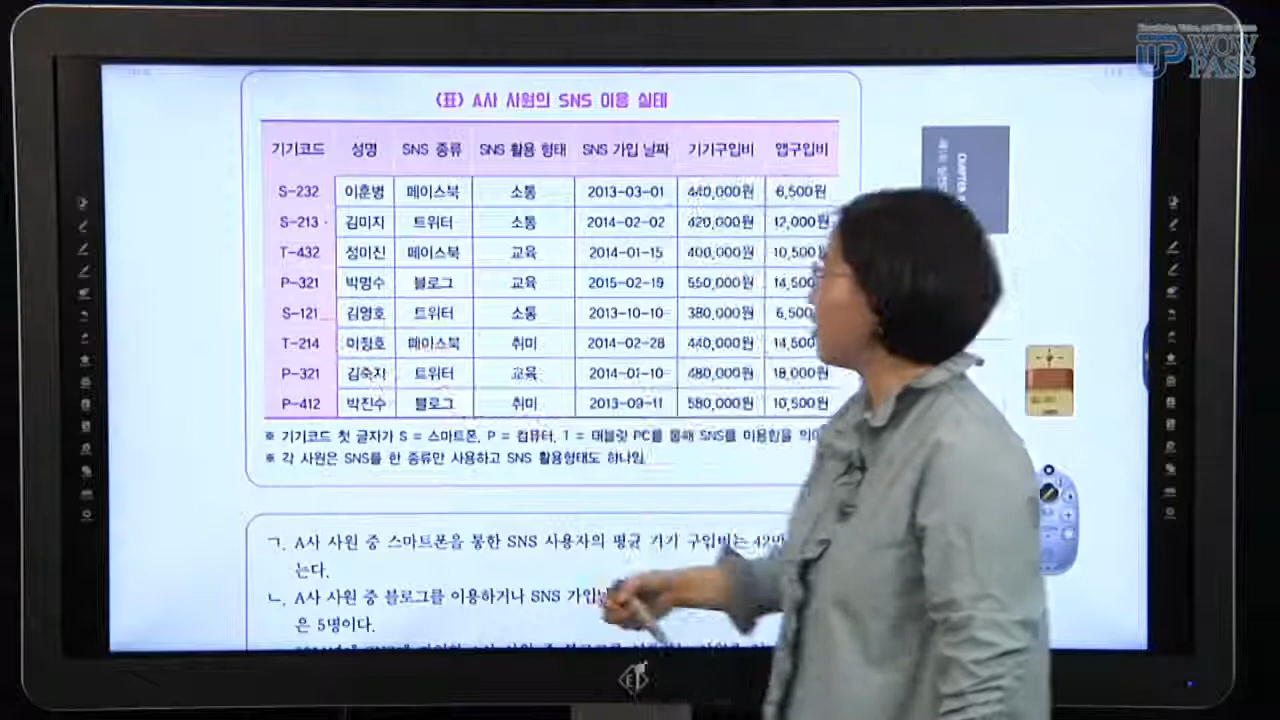 WOW
PASS
(표) A사 사원의 SNS 이용 실태
기기코드 성명 SNS 종류 SNS 활용 형태 SNS 가입 날짜 기기구입비 앱구입비
S-232 이훈범 페이스북 소통 2013-03-01 440,000원 6,500원
S-213 김미지 트위터 소통 2014-02-02 420,000원 12,000원
T-432 정미진 페이스북 교육 2014-01-15 400,000원 10,500원
P-321 박명수 블로그 교육 2015-02-19 550,000원 14,500
S-121 김영호 트위터 소통 2013-10-10 380,000원 6,500
T-214 이정호 페이스북 취미 2014-02-28 440,000원 14,500
P-321 김숙자 트위터 교육 2014-01-10 480,000원 18,000원
P-412 박진수 블로그 취미 2013-09-11 580,000원 10,500원
※ 기기코드 첫 글자가 S = 스마트폰, P = 컴퓨터, T = 태블릿 PC를 통해 SNS를 이용함을
※ 각 사원은 SNS를 한 종류만 사용하고 SNS 활용형태도 하나임
ㄱ. A사 사원 중 스마트폰을 통한 SNS 사용자의 평균 기기 구입비는 42만
는다.
ㄴ. A사 사원 중 블로그를 이용하거나 SNS
은 5명이다.